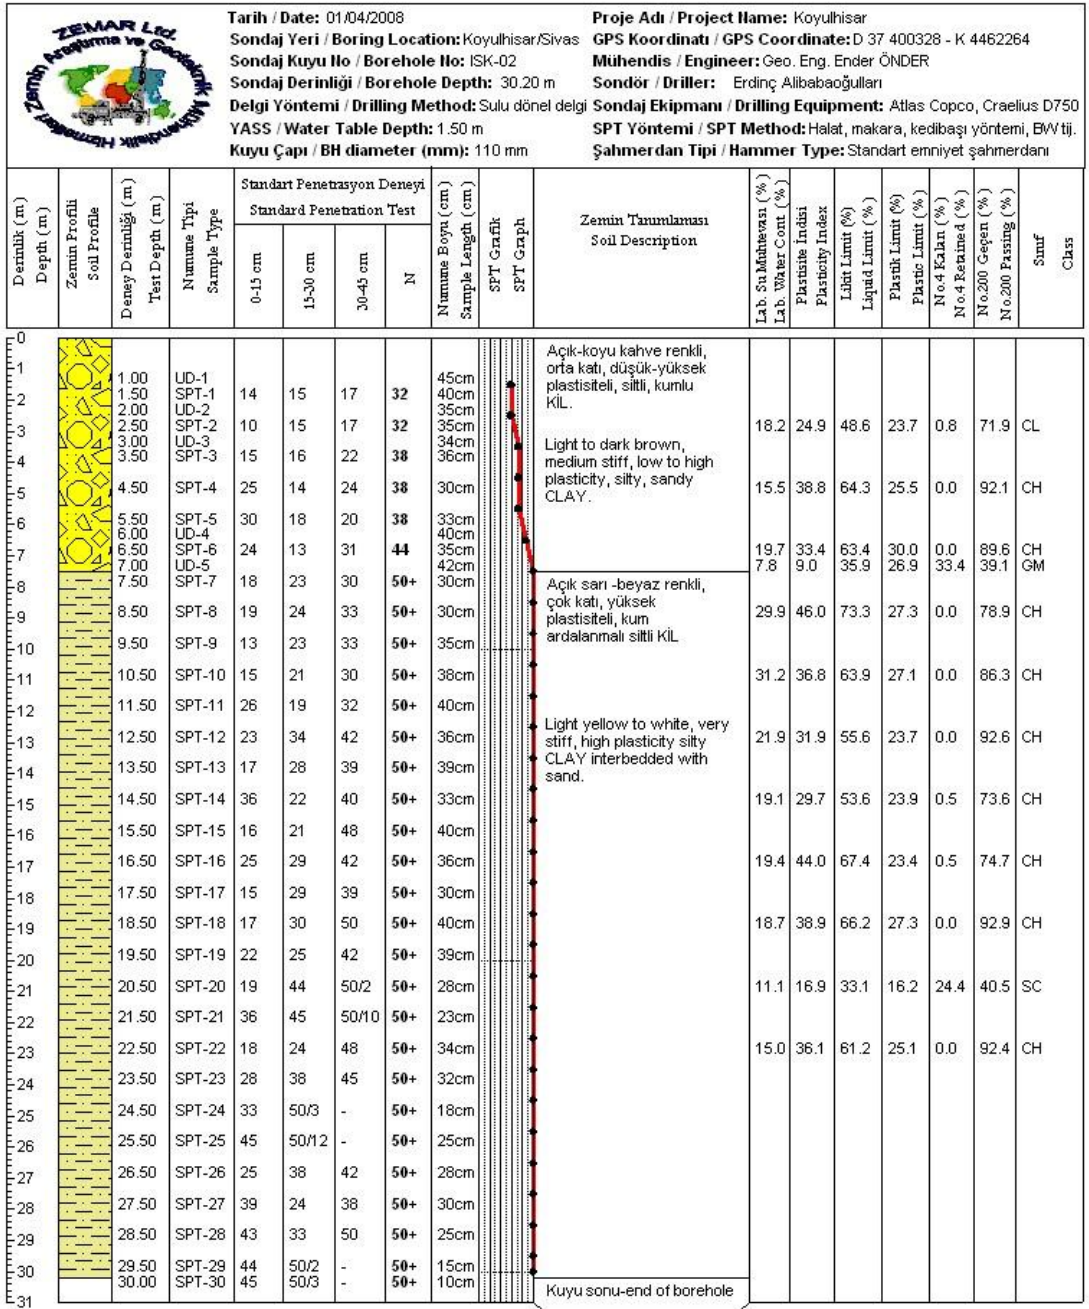 ZEMAR Ltd.
Zemin Araştırma ve Geoteknik Mühendislik Hizmetleri
Tarih / Date: 01/04/2008
Proje Adı / Project Name: Koyulhisar
Sondaj Yeri / Boring Location: Koyulhisar/Sivas
GPS Koordinatı / GPS Coordinate: D 37 400328 - K 4462264
Sondaj Kuyu No / Borehole No: ISK-02
Mühendis / Engineer: Geo. Eng. Ender ÖNDER
Sondaj Derinliği / Borehole Depth: 30.20 m
Sondör / Driller: Erdinç Alibabaoğulları
Delgi Yöntemi / Drilling Method: Sulu dönel delgi
Sondaj Ekipmanı / Drilling Equipment: Atlas Copco, Craelius D750
YASS / Water Table Depth: 1.50 m
SPT Yöntemi / SPT Method: Halat, makara, kedibaşı yöntemi, BW tij.
Kuyu Çapı / BH diameter (mm): 110 mm
Şahmerdan Tipi / Hammer Type: Standart emniyet şahmerdanı
Derinlik ( m )
Depth ( m )
Zemin Profili
Soil Profile
Deney Derinliği ( m )
Test Depth ( m )
Numune Tipi
Sample Type
Standart Penetrasyon Deneyi
Standard Penetration Test
0-15 cm
15-30 cm
30-45 cm
N
Numune Boyu ( cm )
Sample Length ( cm )
SPT Grafik
SPT Graph
Zemin Tanımlaması
Soil Description
Lab. Su Muhtevası ( % )
Lab. Water Cont. ( % )
Plastisite İndisi
Plasticity Index
Likit Limit (%)
Liquid Limit ( % )
Plastik Limit (%)
Plastic Limit ( % )
No.4 Kalan ( % )
No.4 Retained ( % )
No.200 Geçen ( % )
No.200 Passing ( % )
Sınıf
Class
0
1
2
3
4
5
6
7
8
9
10
11
12
13
14
15
16
17
18
19
20
21
22
23
24
25
26
27
28
29
30
31
1.00 UD-1 45cm
1.50 SPT-1 14 15 17 32 40cm
2.00 UD-2 35cm
2.50 SPT-2 10 15 17 32 35cm 18.2 24.9 48.6 23.7 0.8 71.9 CL
3.00 UD-3 34cm
3.50 SPT-3 15 16 22 38 36cm
4.50 SPT-4 25 14 24 38 30cm 15.5 38.8 64.3 25.5 0.0 92.1 CH
5.50 SPT-5 30 18 20 38 33cm
6.00 UD-4 40cm
6.50 SPT-6 24 13 31 44 35cm 19.7 33.4 63.4 30.0 0.0 89.6 CH
7.00 UD-5 42cm 7.8 9.0 35.9 26.9 33.4 39.1 GM
7.50 SPT-7 18 23 30 50+ 30cm
8.50 SPT-8 19 24 33 50+ 30cm 29.9 46.0 73.3 27.3 0.0 78.9 CH
9.50 SPT-9 13 23 33 50+ 35cm
10.50 SPT-10 15 21 30 50+ 38cm 31.2 36.8 63.9 27.1 0.0 86.3 CH
11.50 SPT-11 26 19 32 50+ 40cm
12.50 SPT-12 23 34 42 50+ 36cm 21.9 31.9 55.6 23.7 0.0 92.6 CH
13.50 SPT-13 17 28 39 50+ 39cm
14.50 SPT-14 36 22 40 50+ 33cm 19.1 29.7 53.6 23.9 0.5 73.6 CH
15.50 SPT-15 16 21 48 50+ 40cm
16.50 SPT-16 25 29 42 50+ 36cm 19.4 44.0 67.4 23.4 0.5 74.7 CH
17.50 SPT-17 15 29 39 50+ 30cm
18.50 SPT-18 17 30 50 50+ 40cm 18.7 38.9 66.2 27.3 0.0 92.9 CH
19.50 SPT-19 22 25 42 50+ 39cm
20.50 SPT-20 19 44 50/2 50+ 28cm 11.1 16.9 33.1 16.2 24.4 40.5 SC
21.50 SPT-21 36 45 50/10 50+ 23cm
22.50 SPT-22 18 24 48 50+ 34cm 15.0 36.1 61.2 25.1 0.0 92.4 CH
23.50 SPT-23 28 38 45 50+ 32cm
24.50 SPT-24 33 50/3 - 50+ 18cm
25.50 SPT-25 45 50/12 - 50+ 25cm
26.50 SPT-26 25 38 42 50+ 28cm
27.50 SPT-27 39 24 38 50+ 30cm
28.50 SPT-28 43 33 50 50+ 25cm
29.50 SPT-29 44 50/2 - 50+ 15cm
30.00 SPT-30 45 50/3 - 50+ 10cm
Açık-koyu kahve renkli,
orta katı, düşük-yüksek
plastisiteli, siltli, kumlu
KİL.
Light to dark brown,
medium stiff, low to high
plasticity, silty, sandy
CLAY.
Açık sarı -beyaz renkli,
çok katı, yüksek
plastisiteli, kum
ardalanmalı siltli KİL
Light yellow to white, very
stiff, high plasticity silty
CLAY interbedded with
sand.
Kuyu sonu-end of borehole